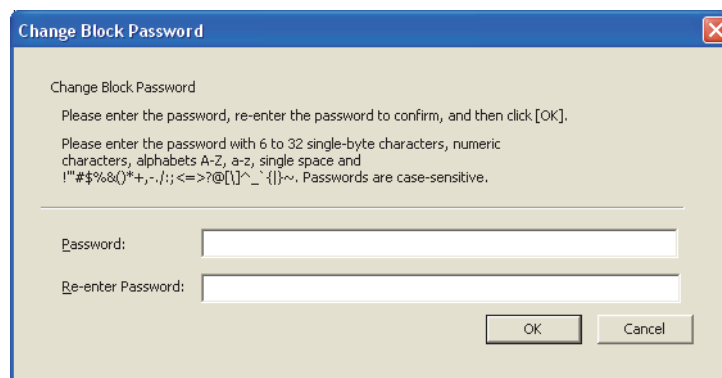 Change Block Password
Change Block Password
Please enter the password, re-enter the password to confirm, and then click [OK].
Please enter the password with 6 to 32 single-byte characters, numeric
characters, alphabets A-Z, a-z, single space and
!"'#$%&()*+,-./:;<=>?@[\]^_`{|}~. Passwords are case-sensitive.
Password:
Re-enter Password:
OK
Cancel